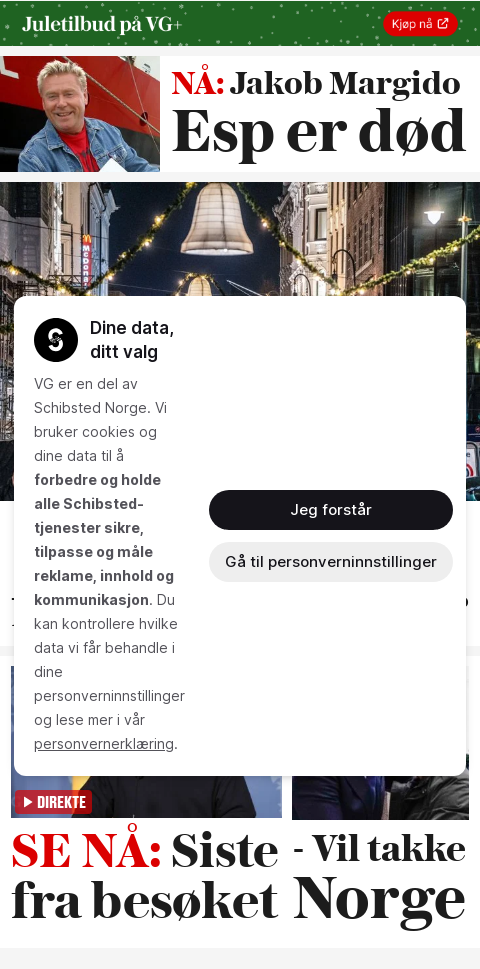 Juletilbud på VG+
Kjøp nå
NÅ: Jakob Margido
Esp er død
Dine data,
ditt valg
VG er en del av
Schibsted Norge. Vi
bruker cookies og
dine data til å
forbedre og holde
alle Schibsted-
tjenester sikre,
tilpasse og måle
reklame, innhold og
kommunikasjon. Du
kan kontrollere hvilke
data vi får behandle i
dine
personverninnstillinger
og lese mer i vår
personvernerklæring.
Jeg forstår
Gå til personverninnstillinger
DIREKTE
SE NÅ: Siste
fra besøket
- Vil takke
Norge